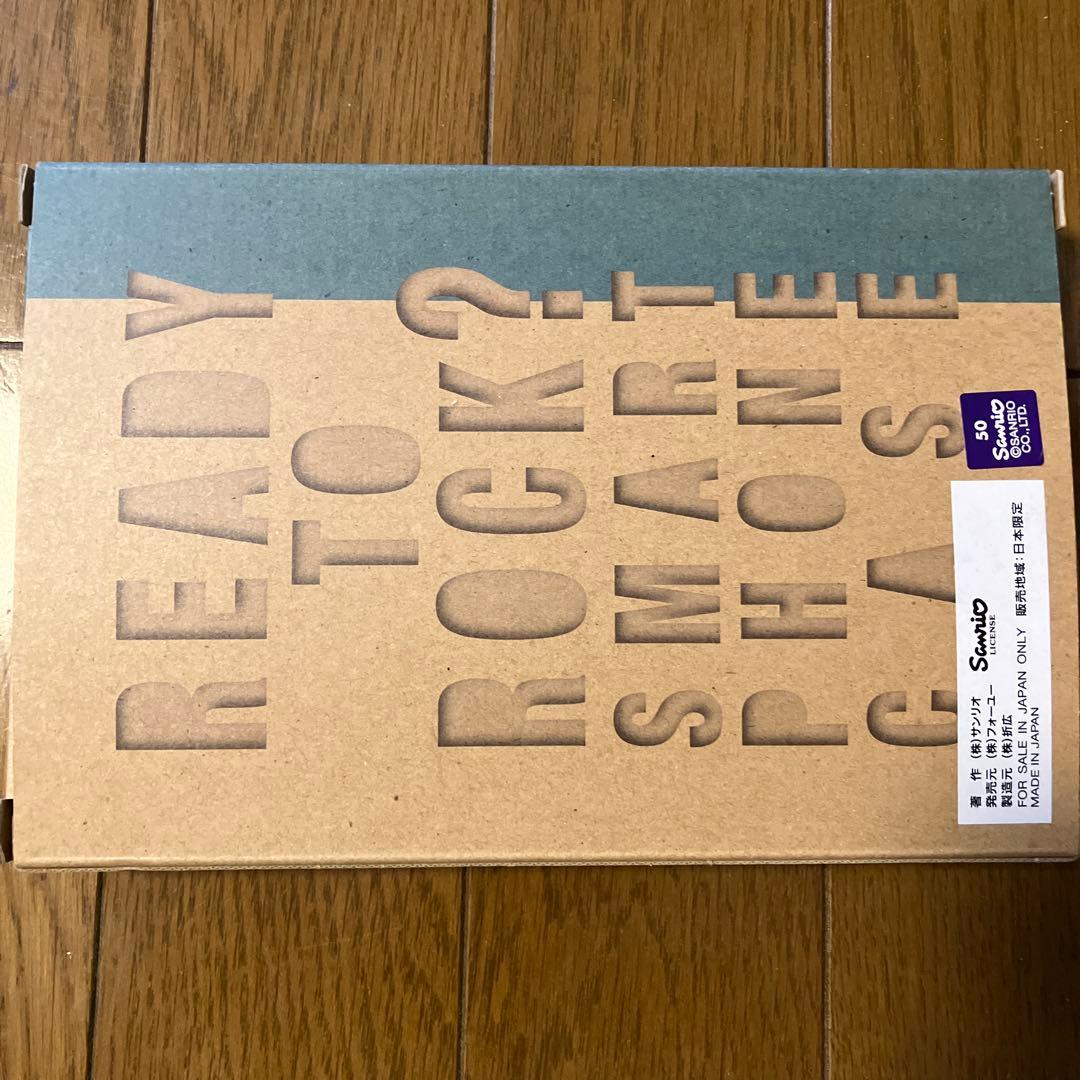 READY
TO
ROCK?
SMART
PHONE
CASE
50
Sanrio
©SANRIO
CO.,LTD.
著 作 (株)サンリオ
発売元 (株)フォーユー
製造元 (株)折広
Sanrio
LICENSE
FOR SALE IN JAPAN ONLY 販売地域:日本限定
MADE IN JAPAN